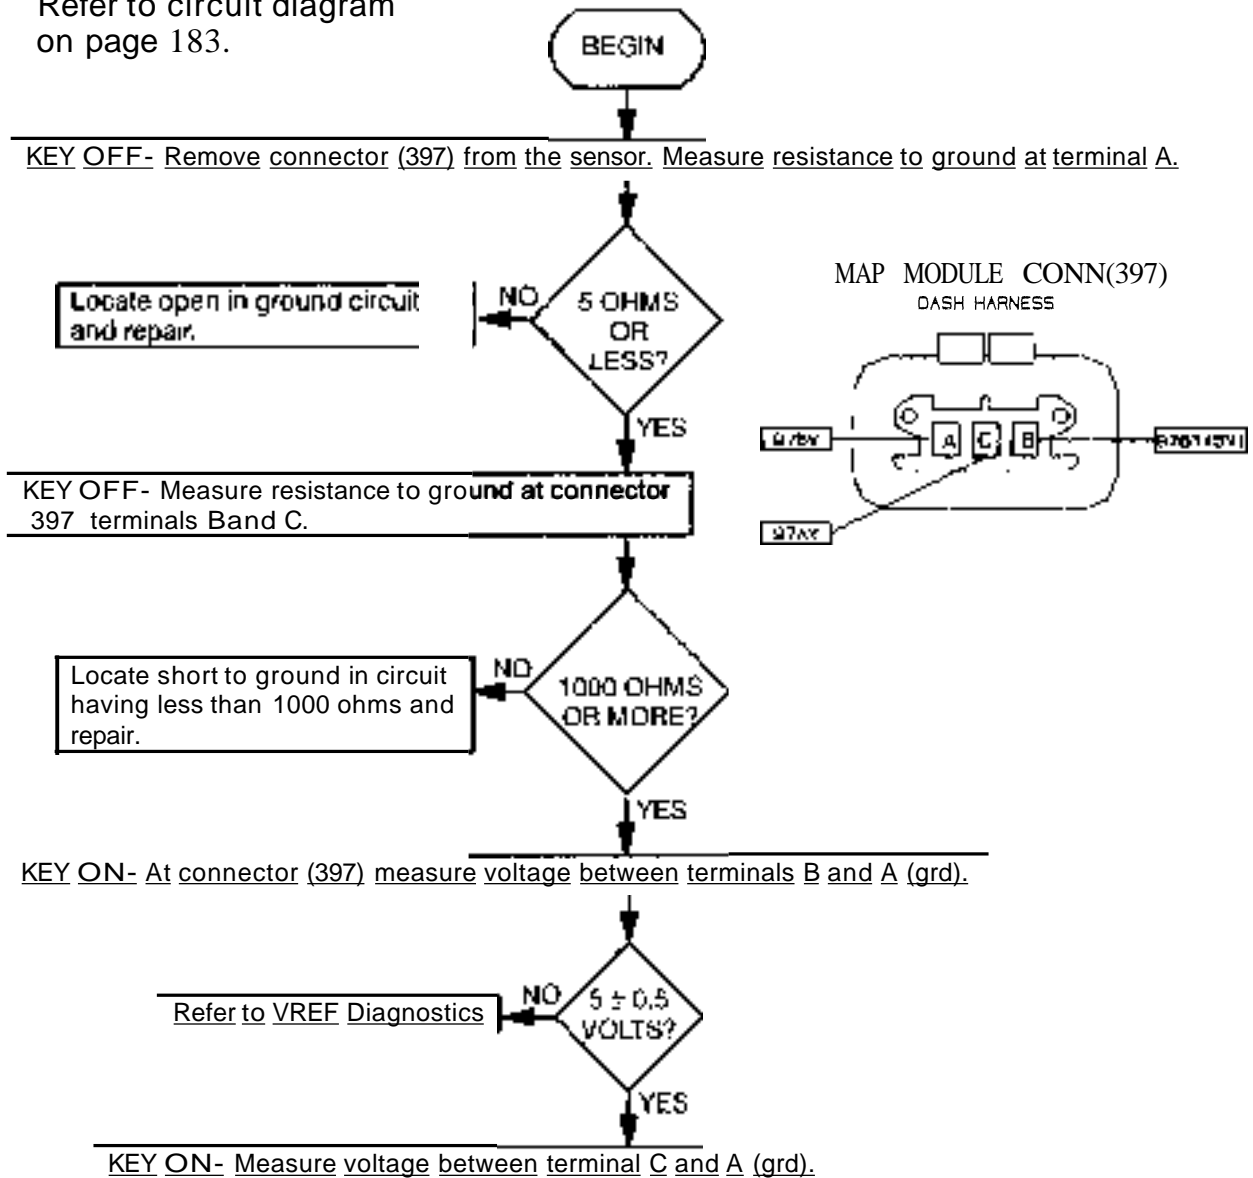 Refer to circuit diagram
on page 183.
BEGIN
KEY OFF- Remove connector (397) from the sensor. Measure resistance to ground at terminal A.
Locate open in ground circuit
and repair.
NO
5 OHMS
OR
LESS?
YES
MAP MODULE CONN(397)
DASH HARNESS
A C B
KEY OFF- Measure resistance to ground at connector
397 terminals Band C.
Locate short to ground in circuit
having less than 1000 ohms and
repair.
NO
1000 OHMS
OR MORE?
YES
KEY ON- At connector (397) measure voltage between terminals B and A (grd).
Refer to VREF Diagnostics
NO
5 ± 0.5
VOLTS?
YES
KEY ON- Measure voltage between terminal C and A (grd).